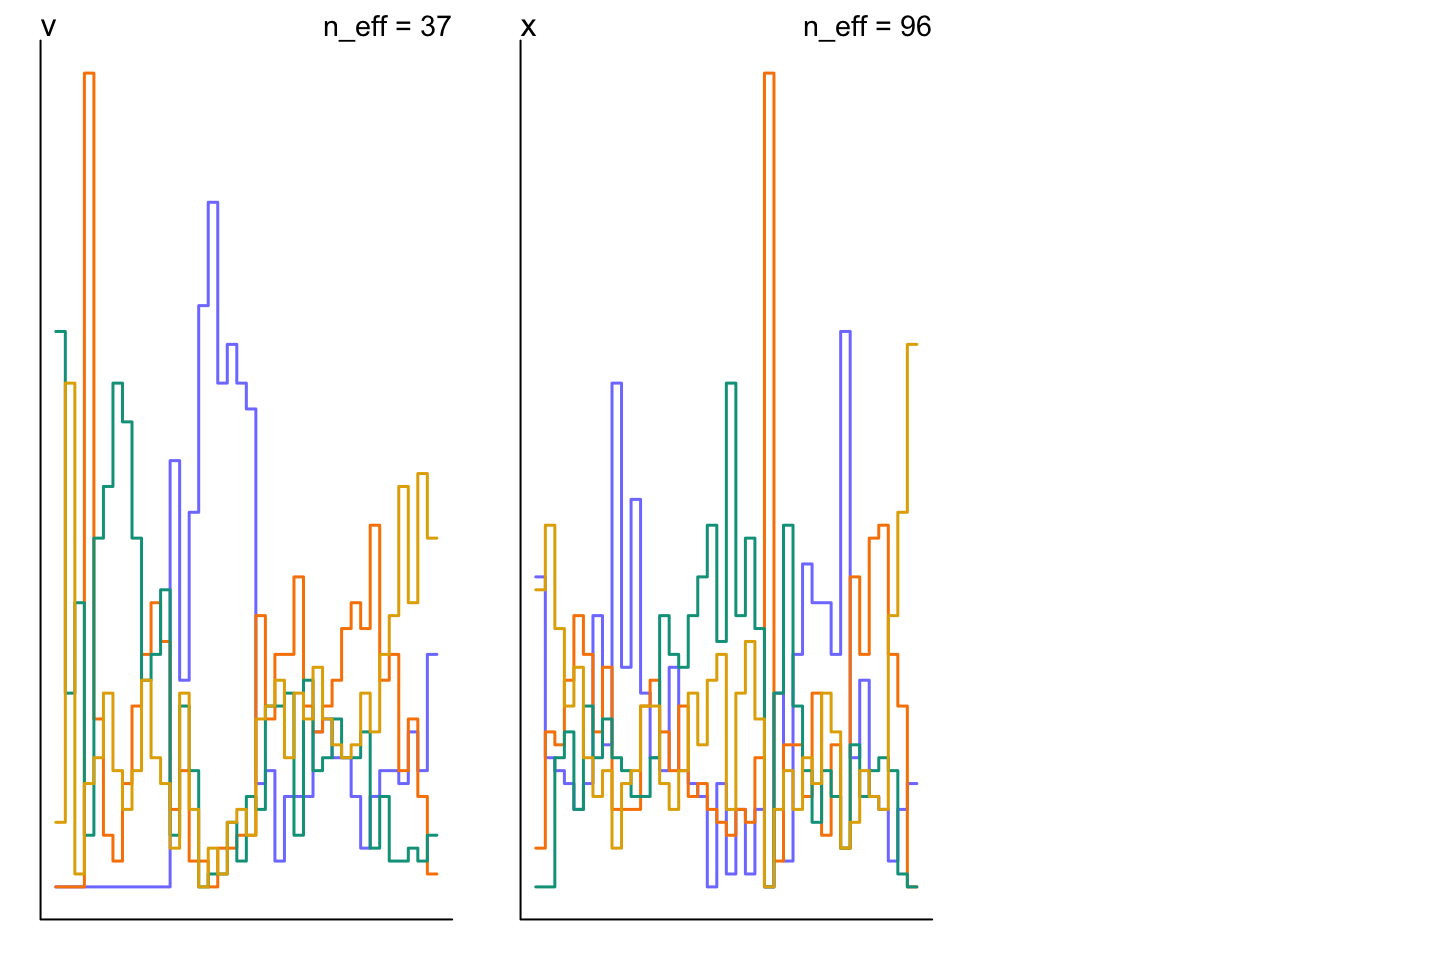 v n_eff = 37
x n_eff = 96